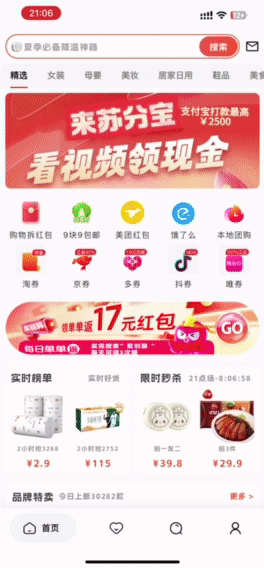 21:06
夏季必备降温神器
搜索
精选 女装 母婴 美妆 居家日用 鞋品 美食
来苏分宝
支付宝打款最高
¥2500
看视频领现金
购物拆红包 9块9包邮 美团红包 饿了么 本地团购
淘券 京券 多券 抖券 唯券
领单单返 17元红包
GO
每日单单返
实时榜单 实时好货
限时秒杀 21点场-8:06:58
2小时抢3268 2小时抢2752 拍一发二 拍3件
¥2.9 ¥115 ¥39.8 ¥29.9
品牌特卖 今日上新30282款 更多 >
首页